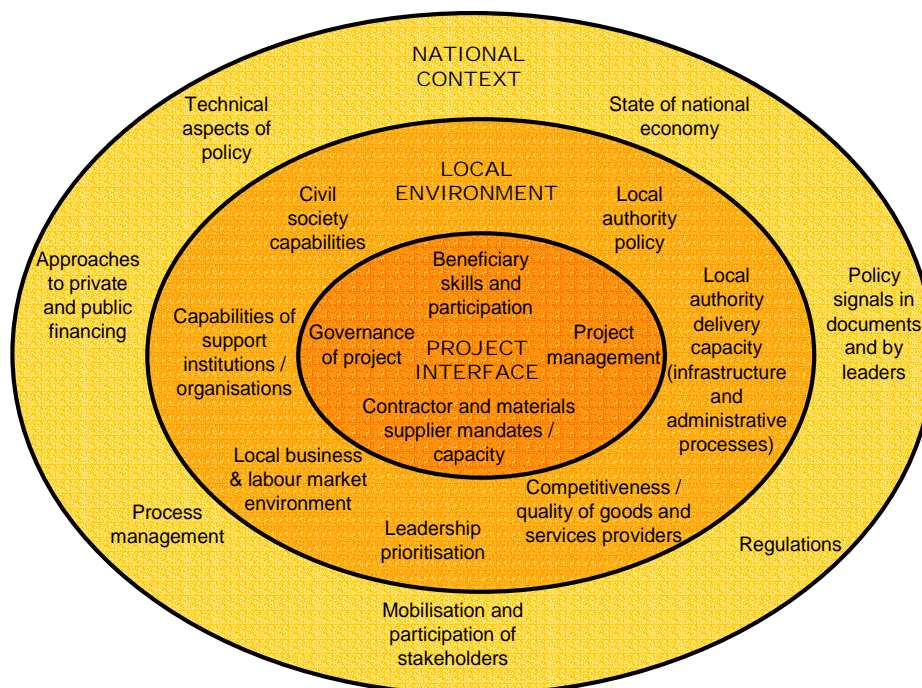 NATIONAL
CONTEXT
Technical
aspects of
policy
State of national
economy
LOCAL
ENVIRONMENT
Civil
society
capabilities
Local
authority
policy
Approaches
to private
and public
financing
Beneficiary
skills and
participation
Local
authority
delivery
capacity
(infrastructure
and
administrative
processes)
Policy
signals in
documents
and by
leaders
Capabilities of
support
institutions /
organisations
Governance
of project
PROJECT
INTERFACE
Project
management
Contractor and materials
supplier mandates /
capacity
Local business
& labour market
environment
Competitiveness /
quality of goods and
services providers
Process
management
Leadership
prioritisation
Regulations
Mobilisation and
participation of
stakeholders